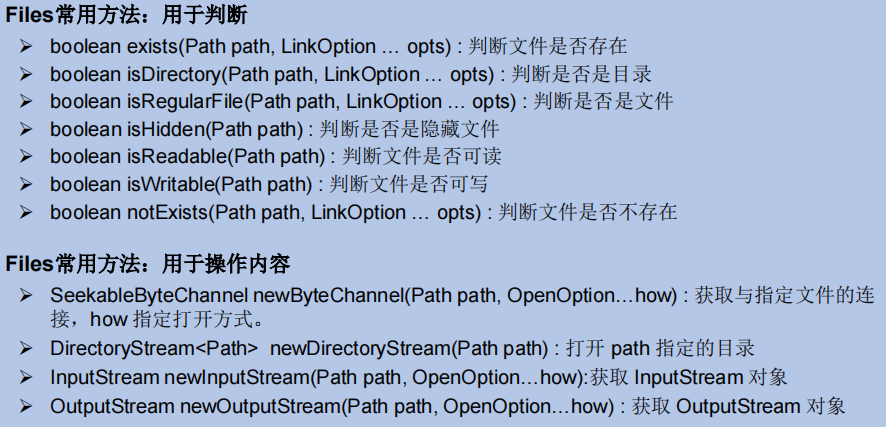 Files常用方法：用于判断
➢ boolean exists(Path path, LinkOption … opts) : 判断文件是否存在
➢ boolean isDirectory(Path path, LinkOption … opts) : 判断是否是目录
➢ boolean isRegularFile(Path path, LinkOption … opts) : 判断是否是文件
➢ boolean isHidden(Path path) : 判断是否是隐藏文件
➢ boolean isReadable(Path path) : 判断文件是否可读
➢ boolean isWritable(Path path) : 判断文件是否可写
➢ boolean notExists(Path path, LinkOption … opts) : 判断文件是否不存在
Files常用方法：用于操作内容
➢ SeekableByteChannel newByteChannel(Path path, OpenOption…how) : 获取与指定文件的连
接，how 指定打开方式。
➢ DirectoryStream<Path> newDirectoryStream(Path path) : 打开 path 指定的目录
➢ InputStream newInputStream(Path path, OpenOption…how):获取 InputStream 对象
➢ OutputStream newOutputStream(Path path, OpenOption…how) : 获取 OutputStream 对象